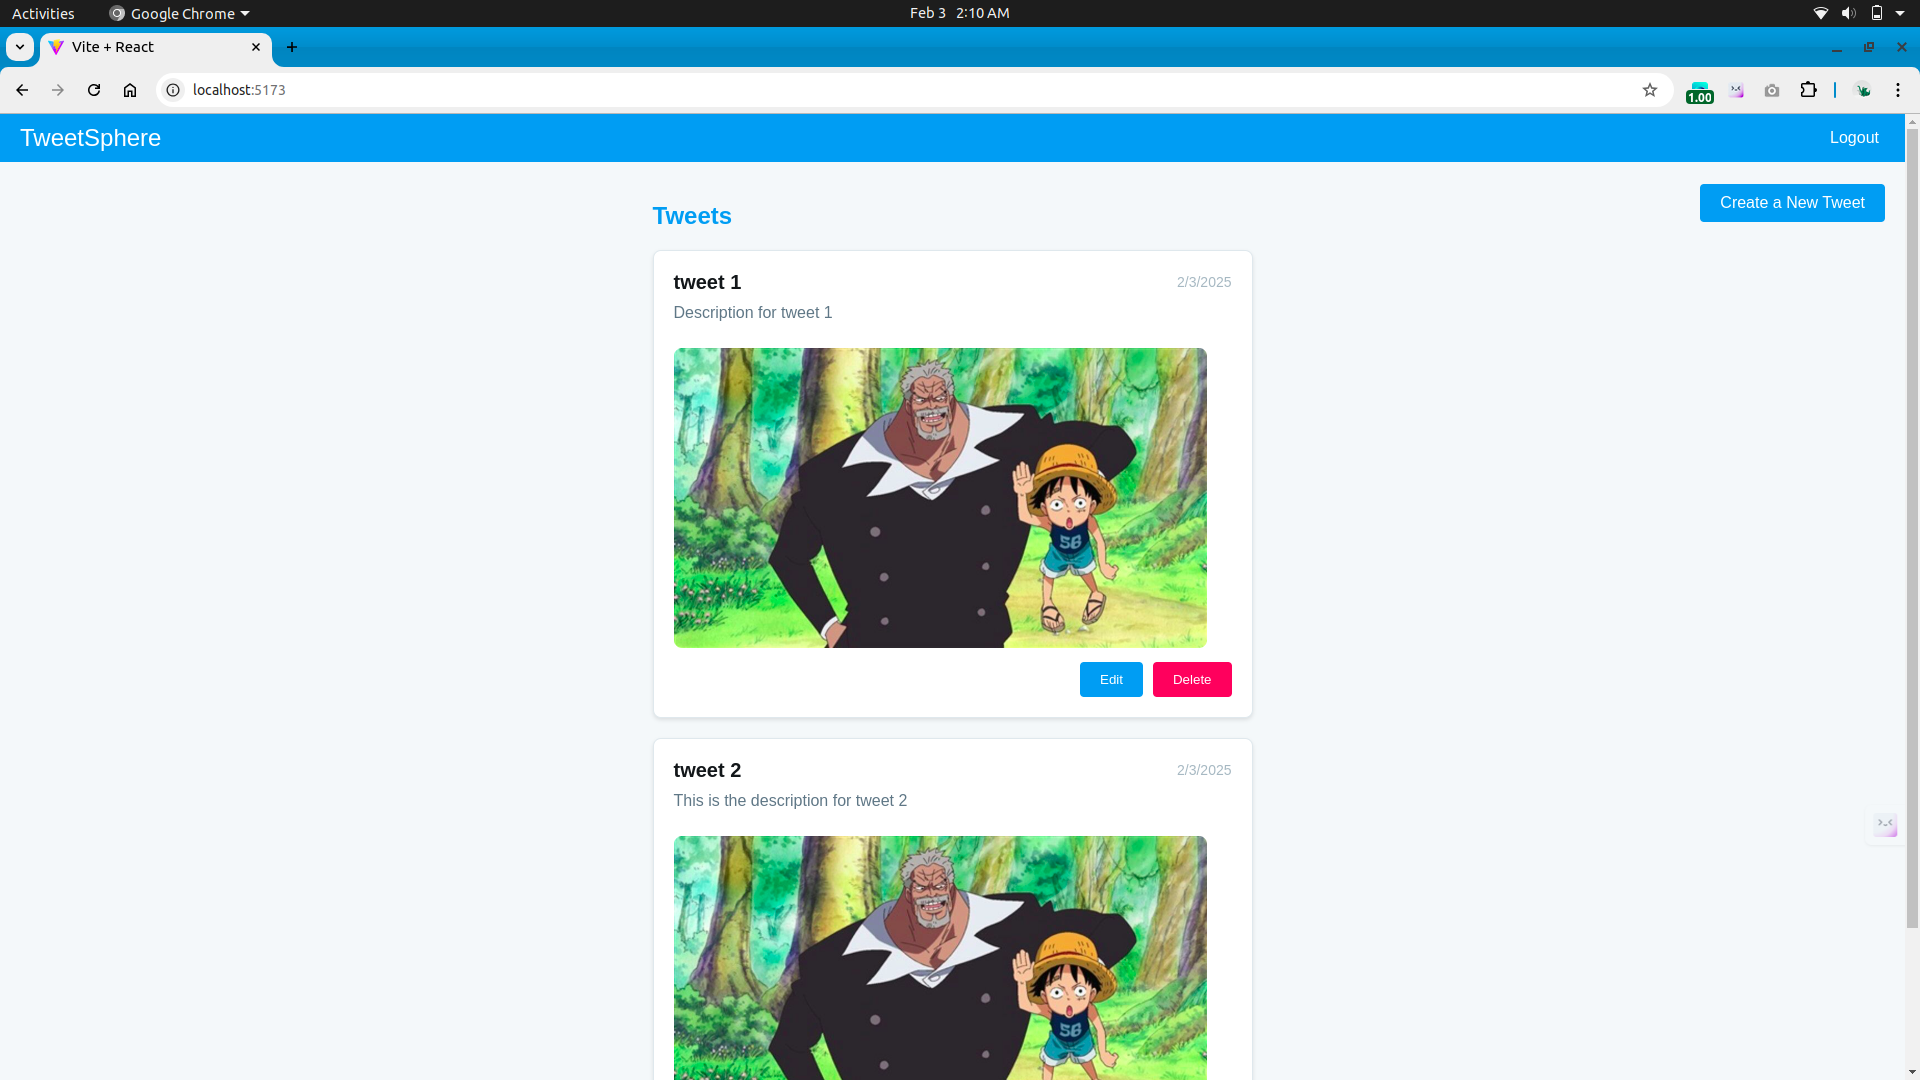 Activities
Google Chrome
Feb 3 2:10 AM
Vite + React
localhost:5173
1.00
TweetSphere
Logout
Create a New Tweet
Tweets
tweet 1
2/3/2025
Description for tweet 1
56
Edit
Delete
tweet 2
2/3/2025
This is the description for tweet 2
56